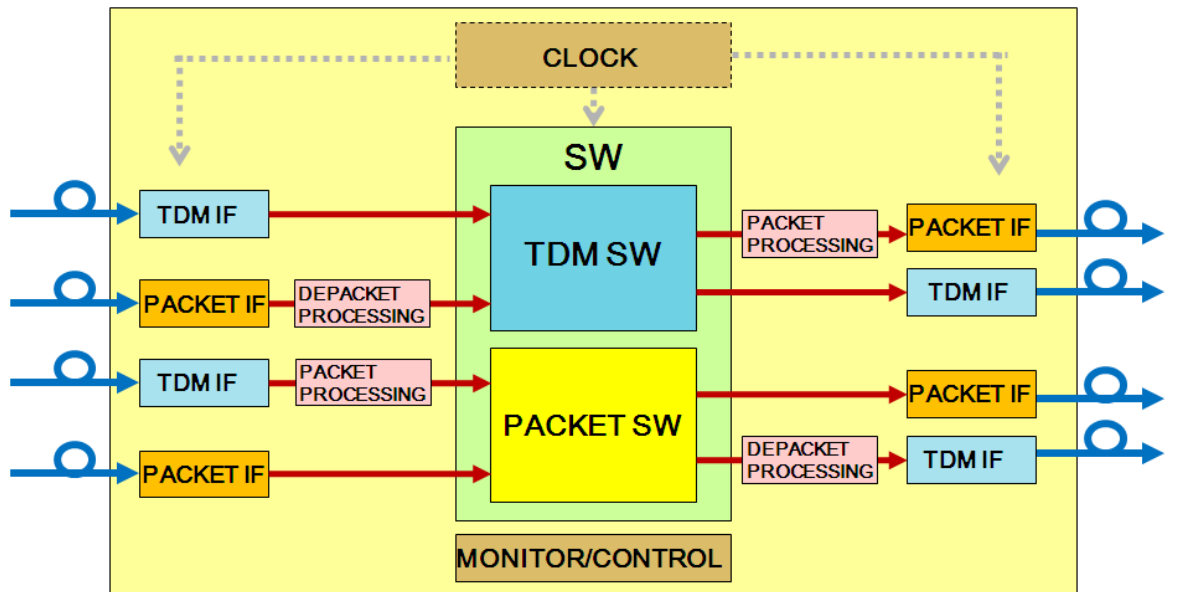 CLOCK
SW
TDM IF
TDM SW
PACKET
PROCESSING
PACKET IF
PACKET IF
DEPACKET
PROCESSING
TDM IF
TDM IF
PACKET
PROCESSING
PACKET SW
PACKET IF
PACKET IF
DEPACKET
PROCESSING
TDM IF
MONITOR/CONTROL